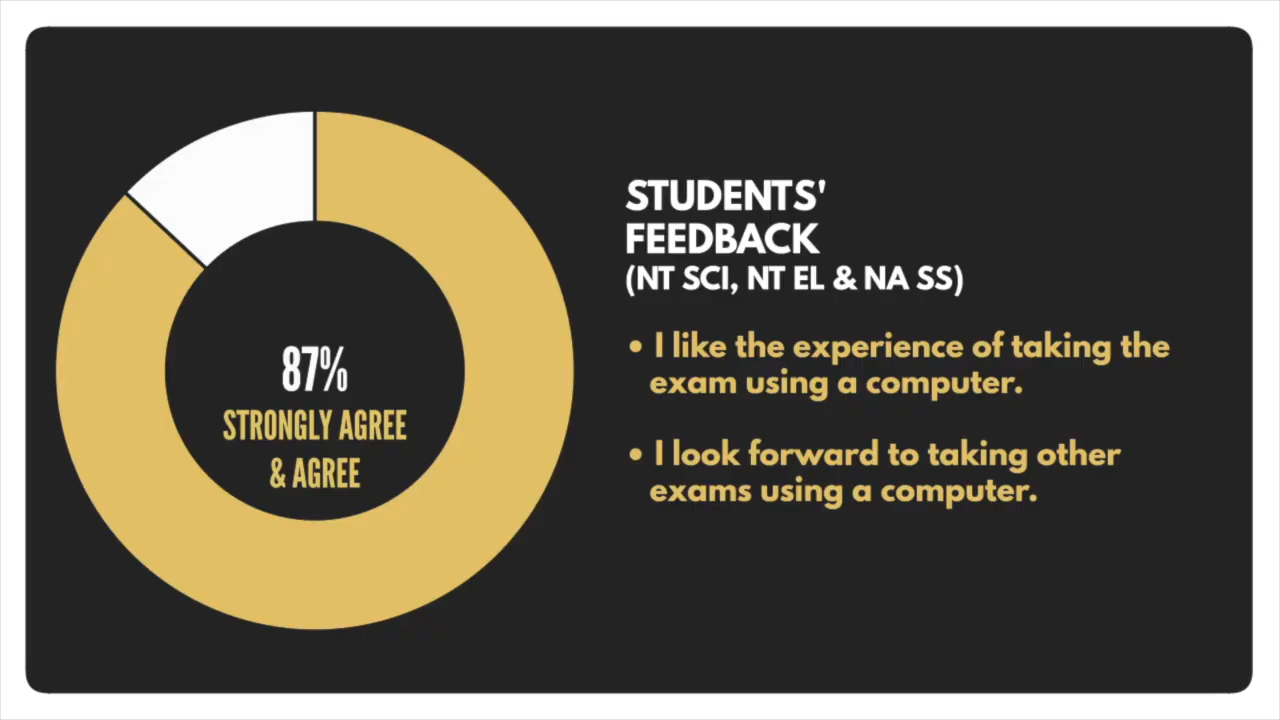 87%
STRONGLY AGREE
& AGREE
STUDENTS'
FEEDBACK
(NT SCI, NT EL & NA SS)
• I like the experience of taking the
exam using a computer.
• I look forward to taking other
exams using a computer.